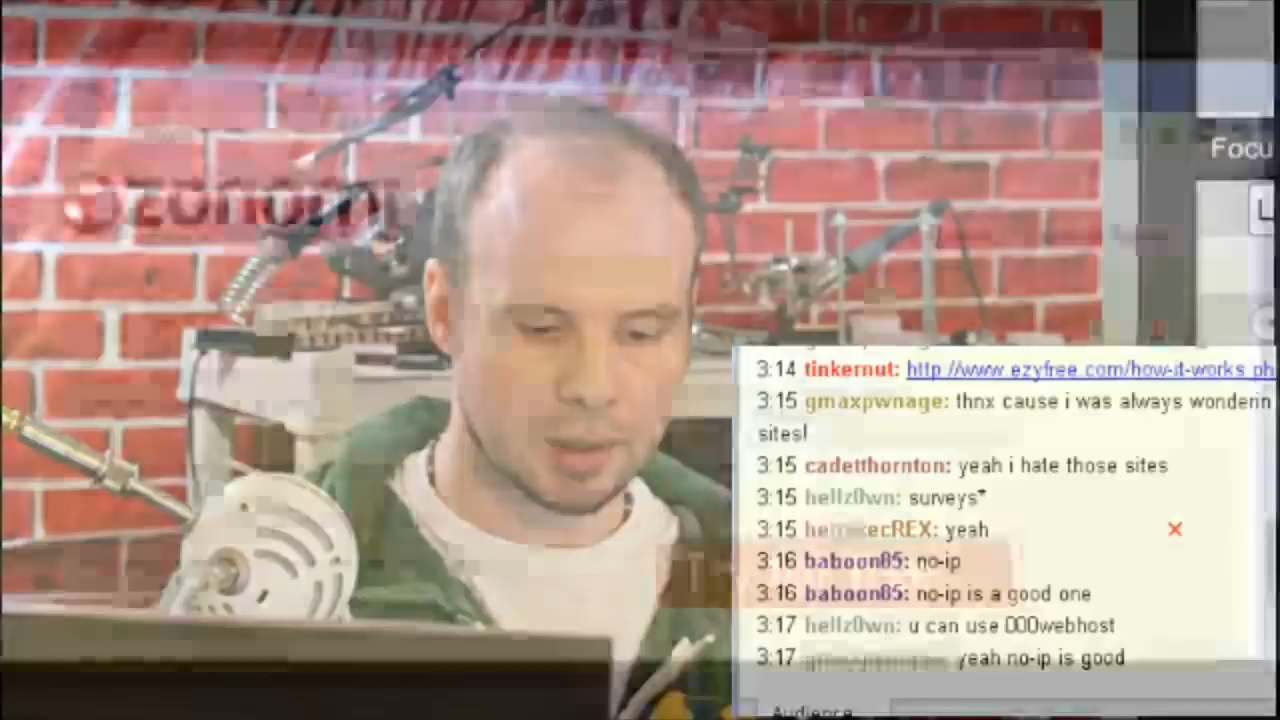 Focu
L
3:14 tinkernut: http://www.ezyfree.com/how-it-works.ph
3:15 gmaxpwnage: thnx cause i was always wonderin
sites!
3:15 cadetthornton: yeah i hate those sites
3:15 hellz0wn: surveys*
3:15 yeah
3:16 baboon85: no-ip
3:16 baboon85: no-ip is a good one
3:17 hellz0wn: u can use 000webhost
3:17 yeah no-ip is good
Audience